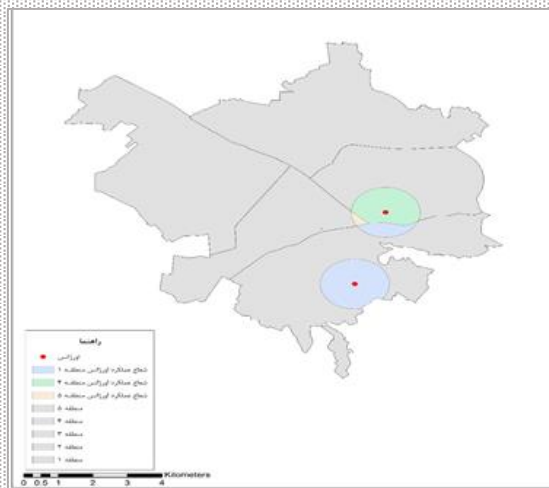 راهنما
اورژانس
شعاع عملکرد اورژانس منطقه ۱
شعاع عملکرد اورژانس منطقه ۴
شعاع عملکرد اورژانس منطقه ۵
منطقه ۵
منطقه ۴
منطقه ۳
منطقه ۲
منطقه ۱
Kilometers
0 0.5 1 2 3 4